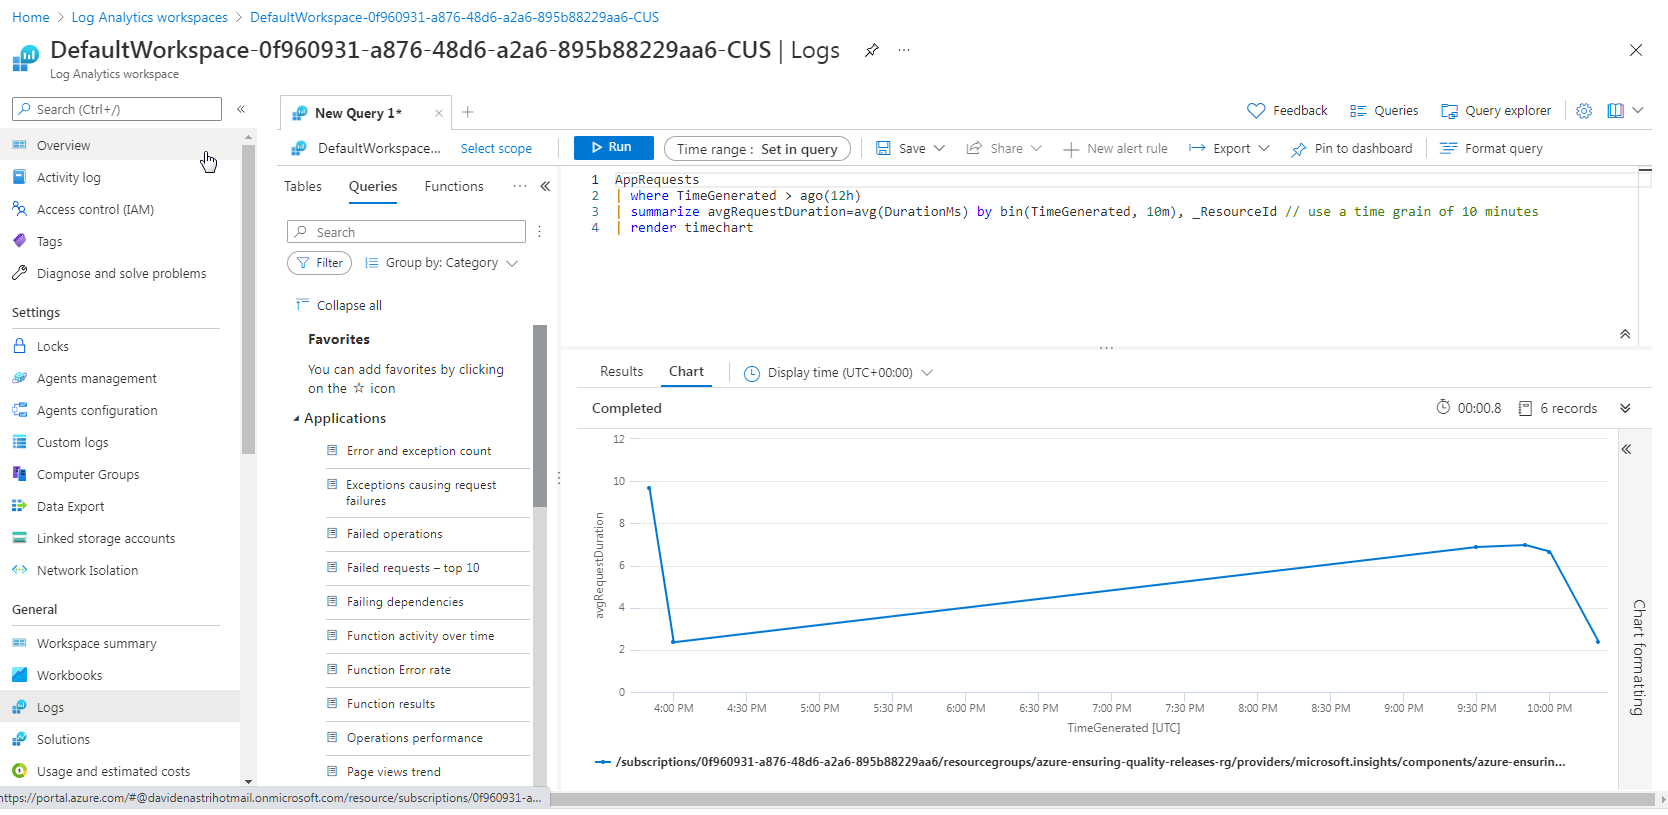 Home > Log Analytics workspaces > DefaultWorkspace-0f960931-a876-48d6-a2a6-895b88229aa6-CUS
DefaultWorkspace-0f960931-a876-48d6-a2a6-895b88229aa6-CUS | Logs
Log Analytics workspace
Search (Ctrl+/)
Overview
Activity log
Access control (IAM)
Tags
Diagnose and solve problems
Settings
Locks
Agents management
Agents configuration
Custom logs
Computer Groups
Data Export
Linked storage accounts
Network Isolation
General
Workspace summary
Workbooks
Logs
Solutions
Usage and estimated costs
https://portal.azure.com/#@davidenastrihotmail.onmicrosoft.com/resource/subscriptions/0f960931-a...
New Query 1*
Feedback
Queries
Query explorer
DefaultWorkspace...
Select scope
Run
Time range : Set in query
Save
Share
New alert rule
Export
Pin to dashboard
Format query
Tables
Queries
Functions
Search
Filter
Group by: Category
Collapse all
Favorites
You can add favorites by clicking
on the ☆ icon
Applications
Error and exception count
Exceptions causing request
failures
Failed operations
Failed requests – top 10
Failing dependencies
Function activity over time
Function Error rate
Function results
Operations performance
Page views trend
1 AppRequests
2 | where TimeGenerated > ago(12h)
3 | summarize avgRequestDuration=avg(DurationMs) by bin(TimeGenerated, 10m), _ResourceId // use a time grain of 10 minutes
4 | render timechart
Results
Chart
Display time (UTC+00:00)
Completed
00:00.8
6 records
12
10
8
6
4
2
0
avgRequestDuration
4:00 PM
4:30 PM
5:00 PM
5:30 PM
6:00 PM
6:30 PM
7:00 PM
7:30 PM
8:00 PM
8:30 PM
9:00 PM
9:30 PM
10:00 PM
TimeGenerated [UTC]
/subscriptions/0f960931-a876-48d6-a2a6-895b88229aa6/resourcegroups/azure-ensuring-quality-releases-rg/providers/microsoft.insights/components/azure-ensurin...
Chart formatting